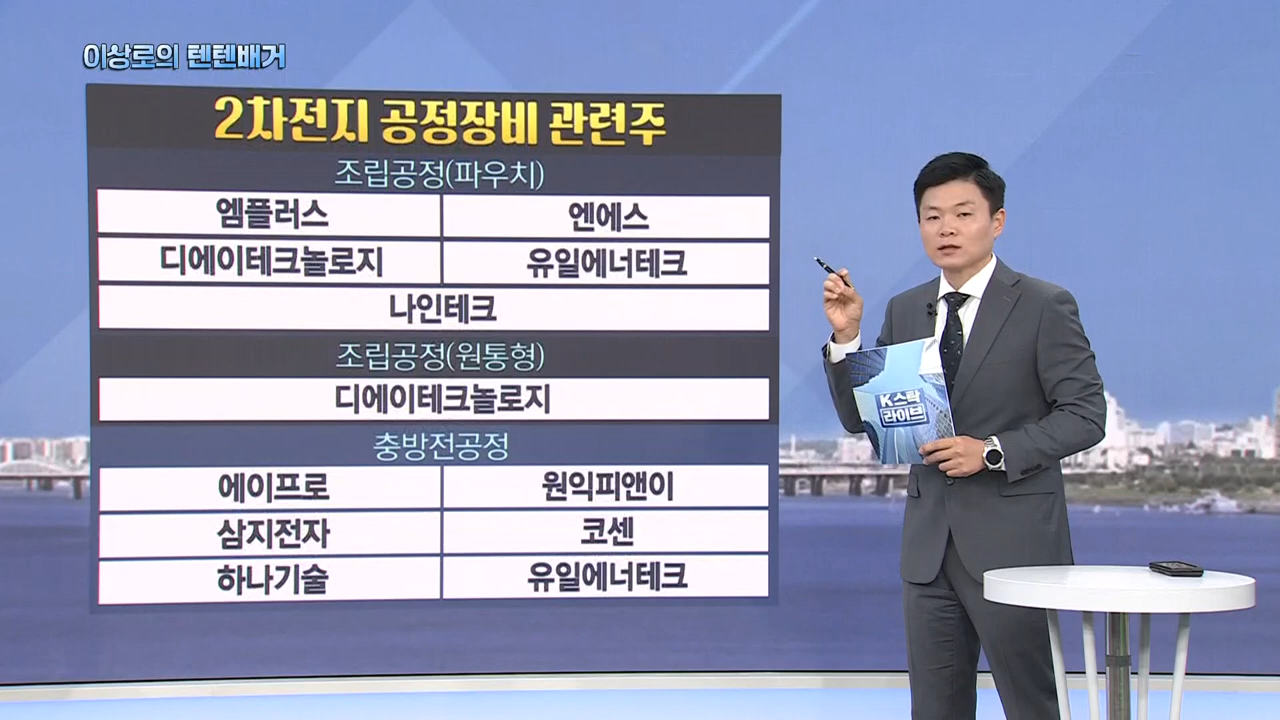 이상로의 텐텐배거
2차전지 공정장비 관련주
조립공정(파우치)
엠플러스 엔에스
디에이테크놀로지 유일에너테크
나인테크
조립공정(원통형)
디에이테크놀로지
충방전공정
에이프로 원익피앤이
삼지전자 코센
하나기술 유일에너테크
K스탁
라이브